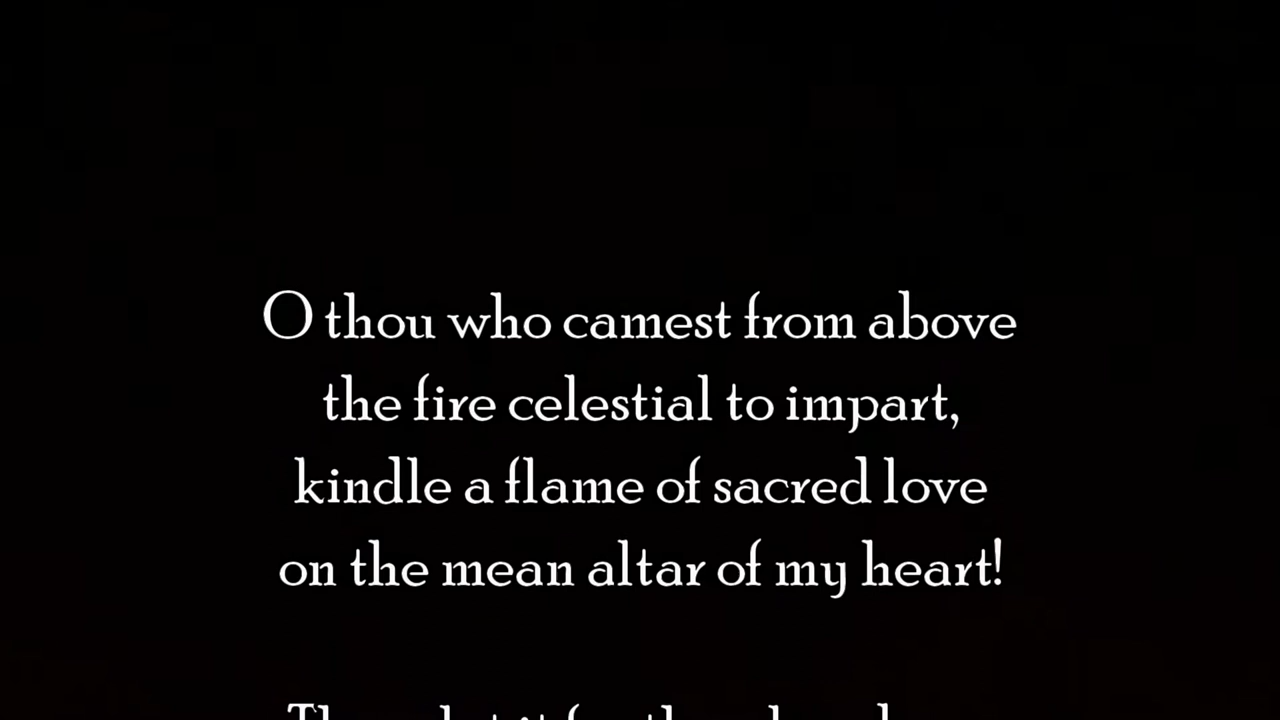 O thou who camest from above
the fire celestial to impart,
kindle a flame of sacred love
on the mean altar of my heart!